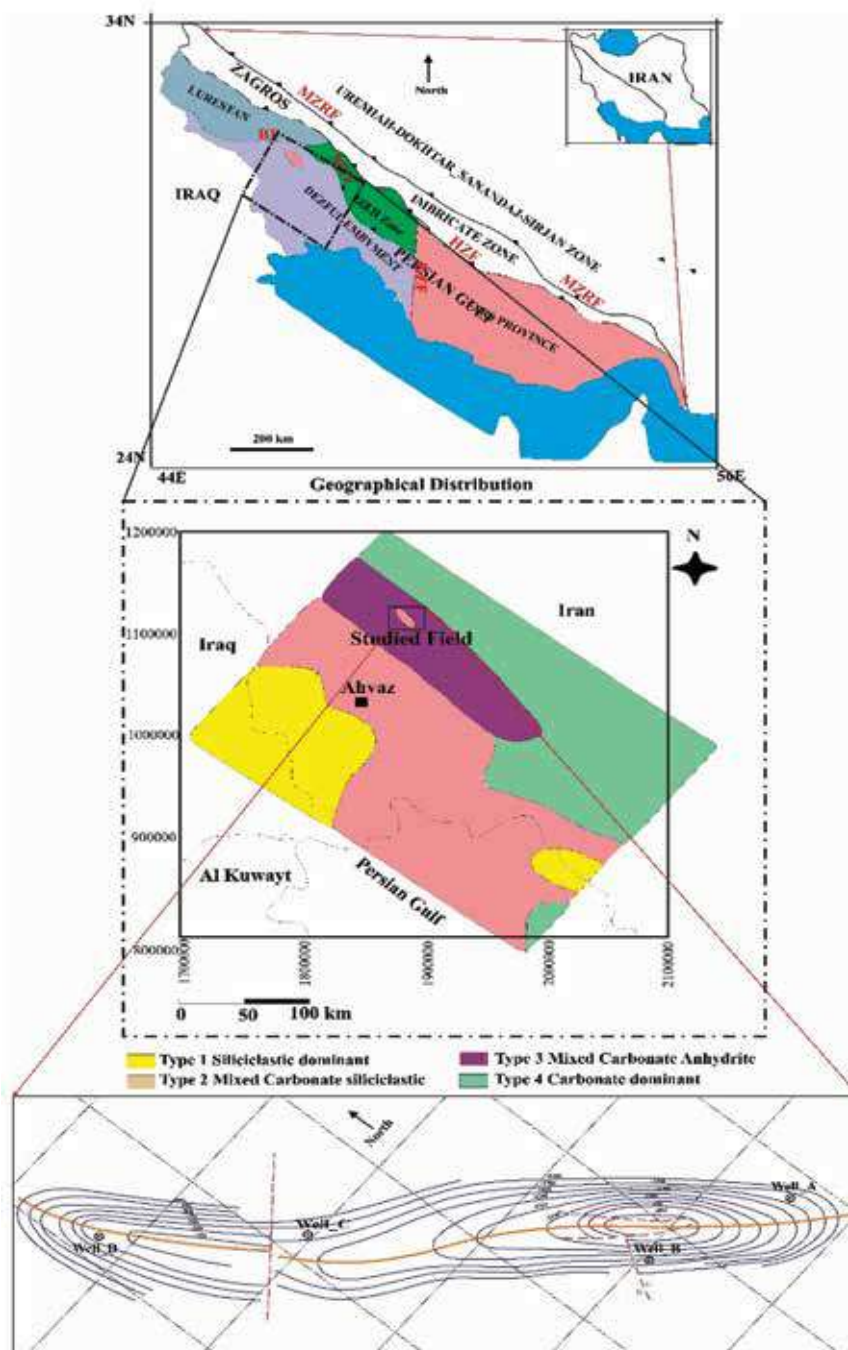 34N
ZAGROS
MZRF
UREMIAH-DOKHTAR_SANANDAJ-SIRJAN ZONE
North
IRAN
LURESTAN
IRAQ
DEZFUL EMBYMENT
IMBRICATE ZONE
HZF
MZRF
PERSIAN GULF
PROVINCE
200 km
24N
44E
56E
Geographical Distribution
1200000
N
Iran
1100000
Iraq
Studied Field
Ahvaz
1000000
900000
Al Kuwayt
Persian Gulf
800000
1700000
1800000
1900000
2000000
2100000
0 50 100 km
Type 1 Siliciclastic dominant
Type 3 Mixed Carbonate Anhydrite
Type 2 Mixed Carbonate siliciclastic
Type 4 Carbonate dominant
North
Well_A
Well_C
Well_B